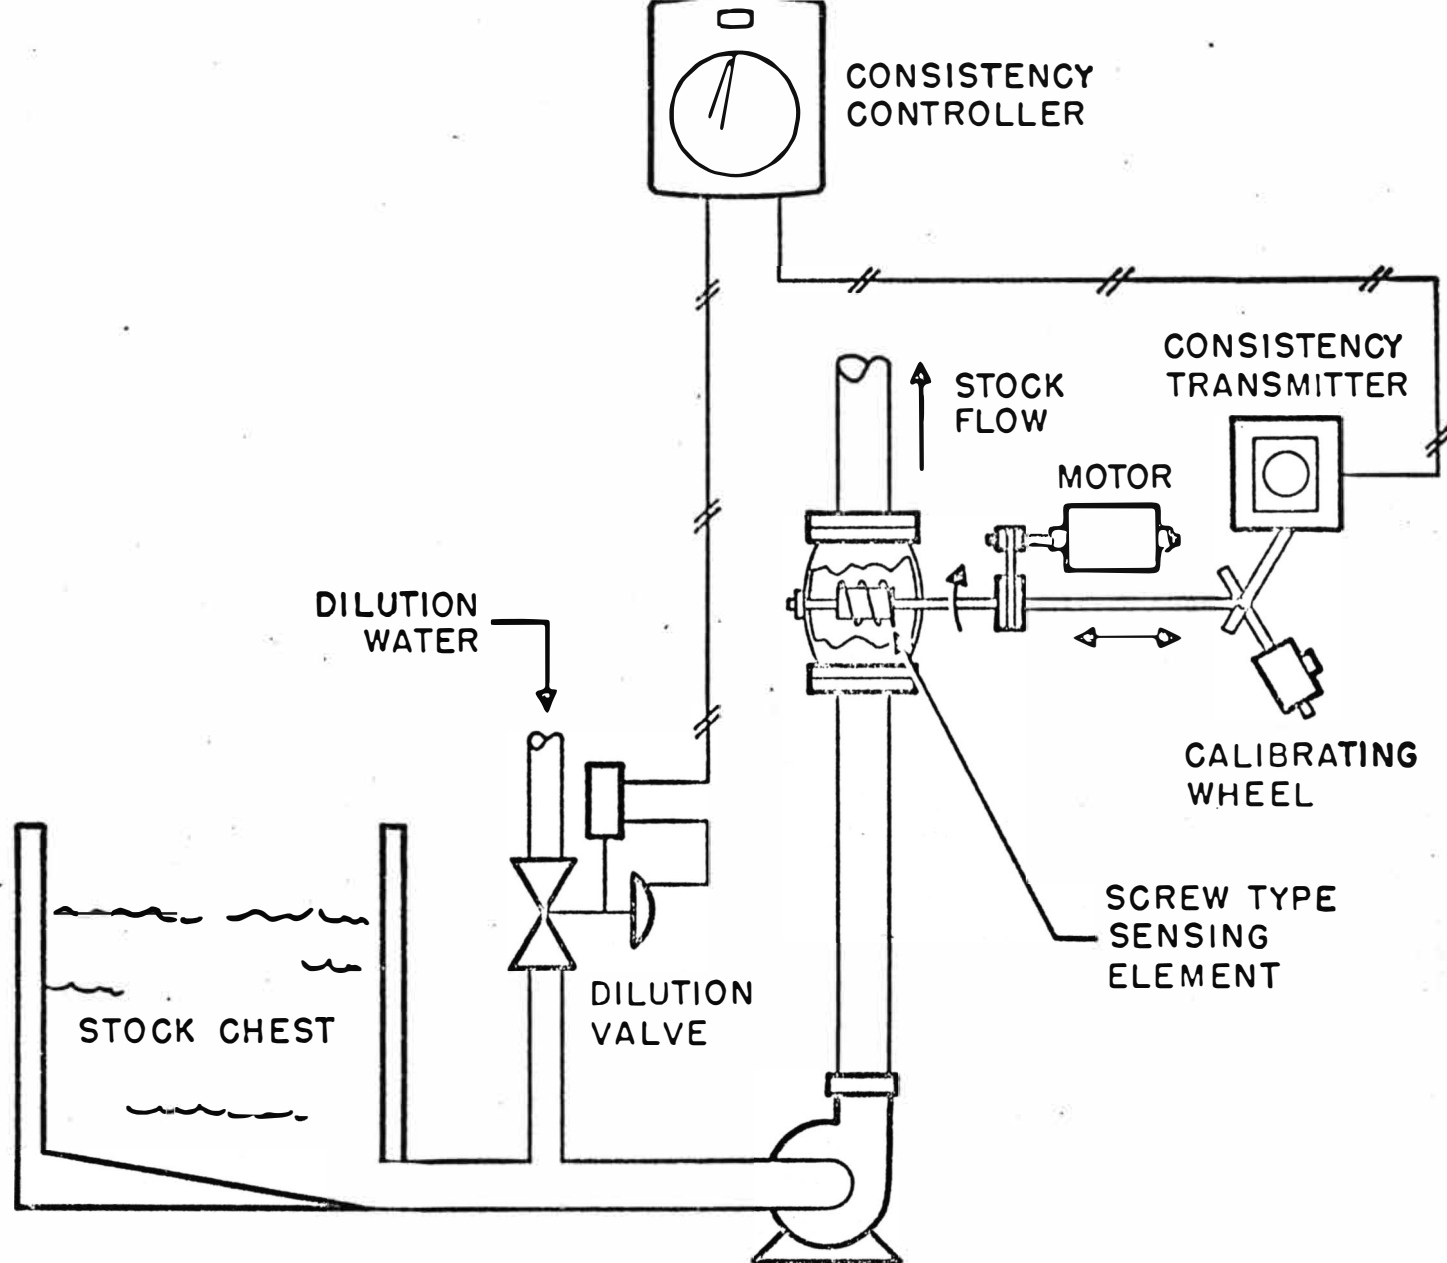 CONSISTENCY
CONTROLLER
CONSISTENCY
TRANSMITTER
STOCK
FLOW
MOTOR
DILUTION
WATER
CALIBRATING
WHEEL
SCREW TYPE
SENSING
ELEMENT
DILUTION
VALVE
STOCK CHEST